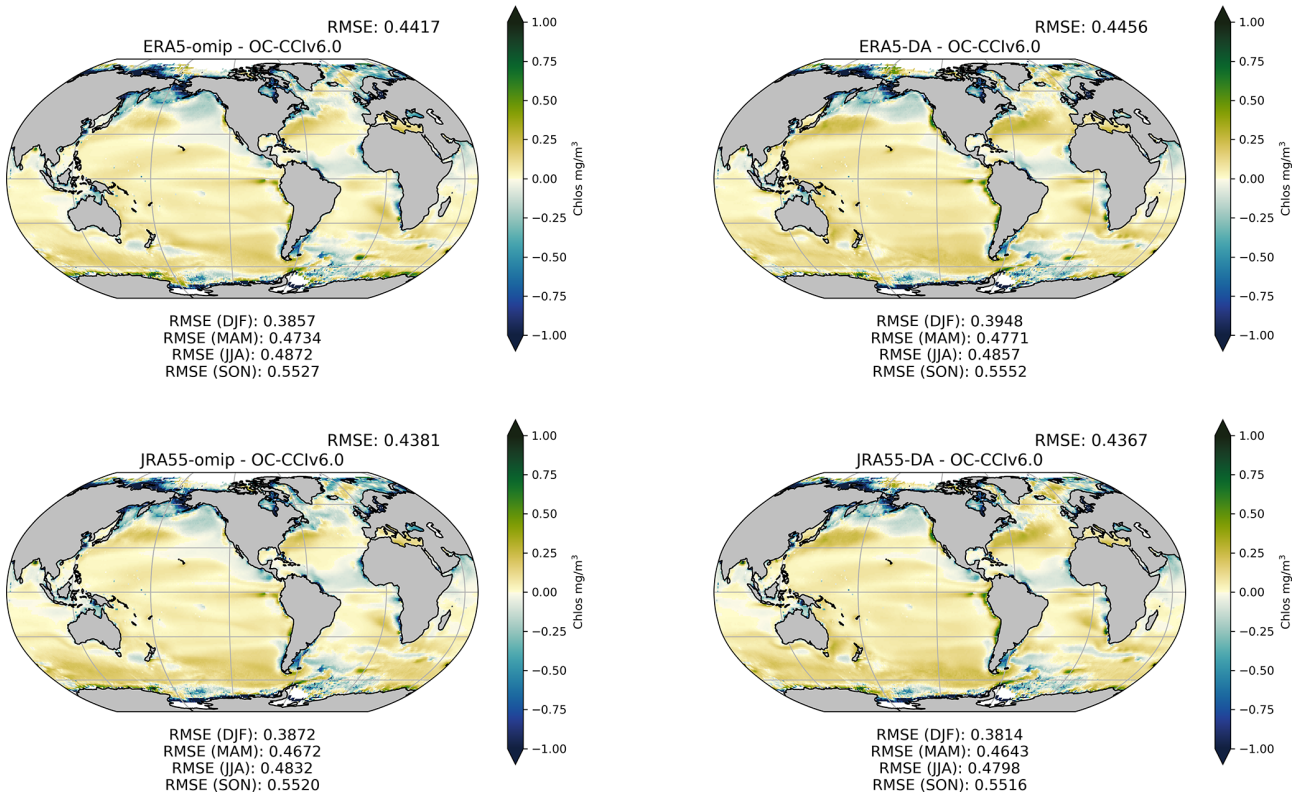 RMSE: 0.4417
ERA5-omip - OC-CCIv6.0
1.00
0.75
0.50
0.25
0.00
−0.25
−0.50
−0.75
−1.00
Chlos mg/m³
RMSE (DJF): 0.3857
RMSE (MAM): 0.4734
RMSE (JJA): 0.4872
RMSE (SON): 0.5527
RMSE: 0.4456
ERA5-DA - OC-CCIv6.0
1.00
0.75
0.50
0.25
0.00
−0.25
−0.50
−0.75
−1.00
Chlos mg/m³
RMSE (DJF): 0.3948
RMSE (MAM): 0.4771
RMSE (JJA): 0.4857
RMSE (SON): 0.5552
RMSE: 0.4381
JRA55-omip - OC-CCIv6.0
1.00
0.75
0.50
0.25
0.00
−0.25
−0.50
−0.75
−1.00
Chlos mg/m³
RMSE (DJF): 0.3872
RMSE (MAM): 0.4672
RMSE (JJA): 0.4832
RMSE (SON): 0.5520
RMSE: 0.4367
JRA55-DA - OC-CCIv6.0
1.00
0.75
0.50
0.25
0.00
−0.25
−0.50
−0.75
−1.00
Chlos mg/m³
RMSE (DJF): 0.3814
RMSE (MAM): 0.4643
RMSE (JJA): 0.4798
RMSE (SON): 0.5516